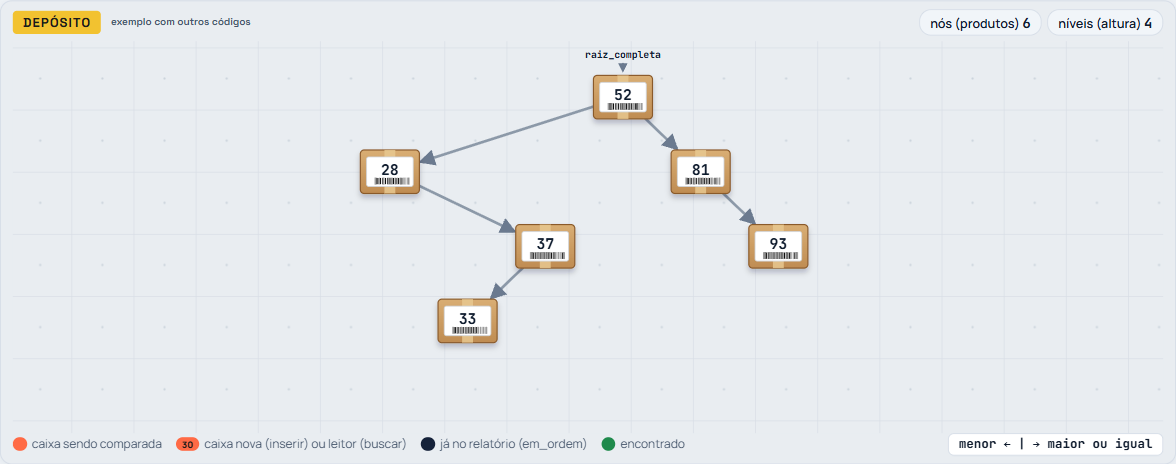 DEPÓSITO exemplo com outros códigos nós (produtos) 6 níveis (altura) 4
raiz_completa
52
28 81
37 93
33
caixa sendo comparada 30 caixa nova (inserir) ou leitor (buscar) já no relatório (em_ordem) encontrado menor ← | → maior ou igual